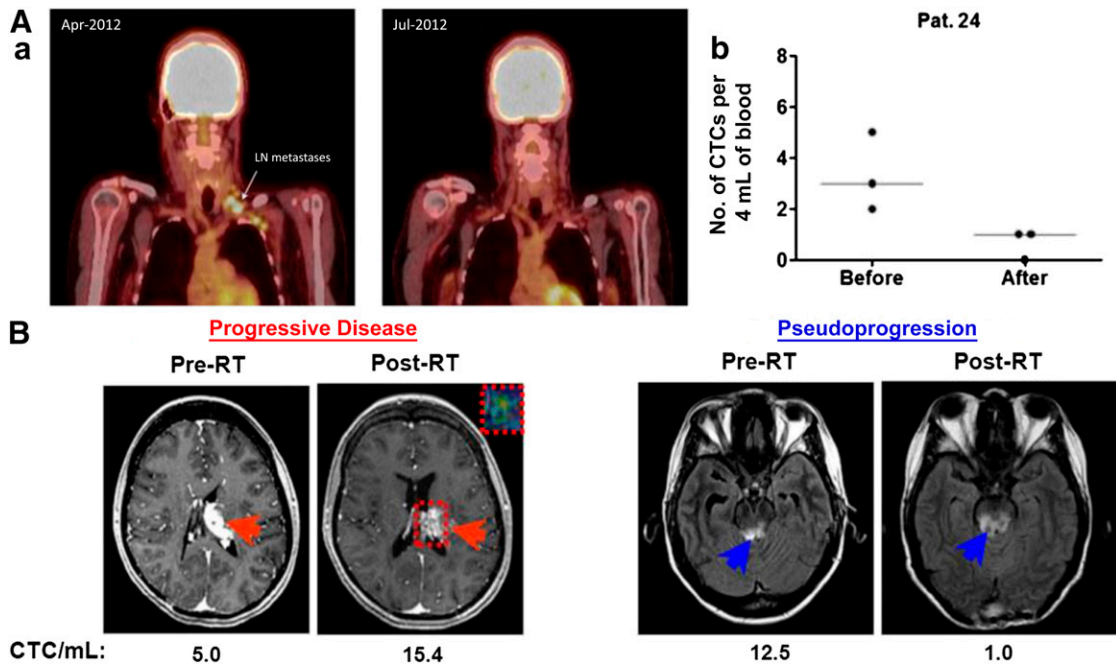 A
a
Apr-2012
LN metastases
Jul-2012
b
Pat. 24
No. of CTCs per
4 mL of blood
8
6
4
2
0
Before
After
B
Progressive Disease
Pre-RT
Post-RT
Pseudoprogression
Pre-RT
Post-RT
CTC/mL:
5.0
15.4
12.5
1.0